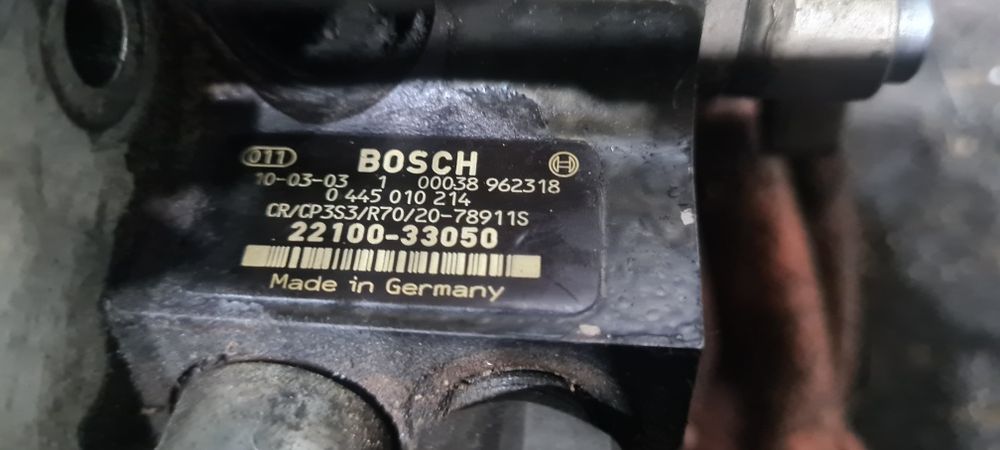 011 BOSCH
10-03-03 1 00038 962318
0 445 010 214
CR/CP3S3/R70/20-78911S
22100-33050
Made in Germany